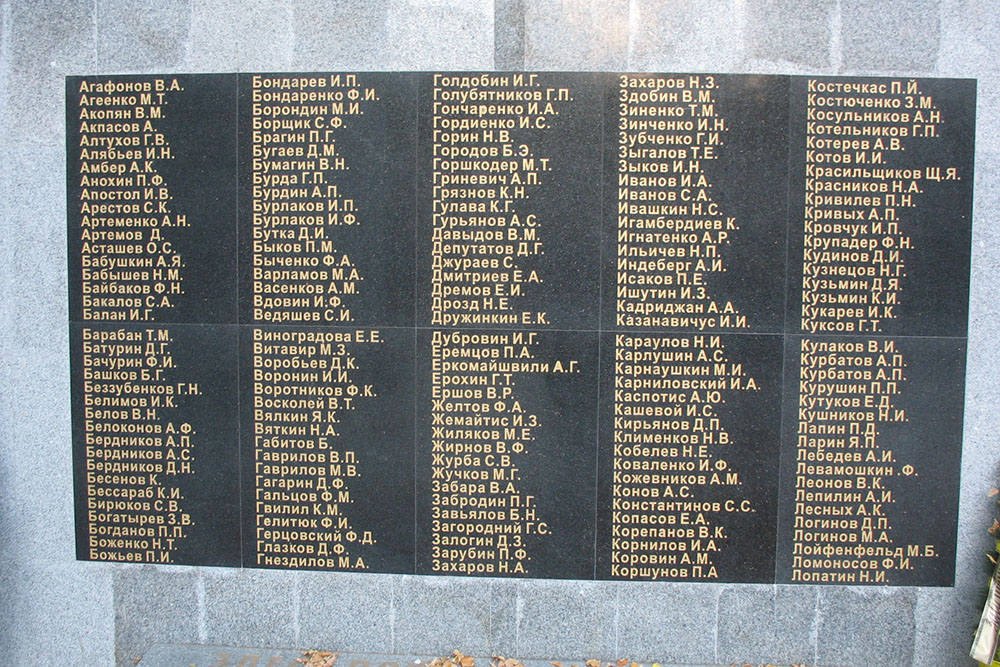 Агафонов В.А.
Агеенко М.Т.
Акопян В.М.
Акпасов А.
Алтухов Г.В.
Алябьев И.Н.
Амбер А.К.
Анохин П.Ф.
Апостол И.В.
Арестов С.К.
Артеменко А.Н.
Артемов Д.
Асташев О.С.
Бабушкин А.Я.
Бабышев Н.М.
Байбаков Ф.Н.
Бакалов С.А.
Балан И.Г.
Барабан Т.М.
Батурин Д.Г.
Бачурин Ф.И.
Башков Б.Г.
Беззубенков Г.Н.
Белимов И.К.
Белов В.Н.
Белоконов А.Ф.
Бердников А.П.
Бердников А.С.
Бердников Д.Н.
Бесенов К.
Бессараб К.И.
Бирюков С.В.
Богатырев З.В.
Богданов П.П.
Боженко Н.Т.
Божьев П.И.
Бондарев И.П.
Бондаренко Ф.И.
Борондин М.И.
Борщик С.Ф.
Брагин П.Г.
Бугаев Д.М.
Бумагин В.Н.
Бурда Г.П.
Бурдин А.П.
Бурлаков И.П.
Бурлаков И.Ф.
Бутка Д.И.
Быков П.М.
Быченко Ф.А.
Варламов М.А.
Васенков А.М.
Вдовин И.Ф.
Ведяшев С.И.
Виноградова Е.Е.
Витавир М.З.
Воробьев Д.К.
Воронин И.И.
Воротников Ф.К.
Восколей В.Т.
Вялкин Я.К.
Вяткин Н.А.
Габитов Б.
Гаврилов В.П.
Гаврилов М.В.
Гагарин Д.Ф.
Гальцов Ф.М.
Гвилил К.М.
Гелитюк Ф.И.
Герцовский Ф.Д.
Глазков Д.Ф.
Гнездилов М.А.
Голдобин И.Г.
Голубятников Г.П.
Гончаренко И.А.
Гордиенко И.С.
Горин Н.В.
Городов Б.Э.
Горшкодер М.Т.
Гриневич А.П.
Грязнов К.Н.
Гулава К.Г.
Гурьянов А.С.
Давыдов В.М.
Депутатов Д.Г.
Джураев С.
Дмитриев Е.А.
Дремов Е.И.
Дрозд Н.Е.
Дружинкин Е.К.
Дубровин И.Г.
Еремцов П.А.
Еркомайшвили А.Г.
Ерохин Г.Т.
Ершов В.Р.
Желтов Ф.А.
Жемайтис И.З.
Жиляков М.Е.
Жирнов В.Ф.
Журба С.В.
Жучков М.Г.
Забара В.А.
Забродин П.Г.
Завьялов Б.Н.
Загородний Г.С.
Залогин Д.З.
Зарубин П.Ф.
Захаров Н.А.
Захаров Н.З.
Здобин В.М.
Зиненко Т.М.
Зинченко И.Н.
Зубченко Г.И.
Зыгалов Т.Е.
Зыков И.Н.
Иванов И.А.
Иванов С.А.
Ивашкин Н.С.
Игамбердиев К.
Игнатенко А.Р.
Ильичев Н.П.
Индеберг А.И.
Исаков П.Е.
Ишутин И.З.
Кадриджан А.А.
Казанавичус И.И.
Караулов Н.И.
Карлушин А.С.
Карнаушкин М.И.
Карниловский И.А.
Каспотис А.Ю.
Кашевой И.С.
Кирьянов Д.П.
Клименков Н.В.
Кобелев Н.Е.
Коваленко И.Ф.
Кожевников А.М.
Конов А.С.
Константинов С.С.
Копасов Е.А.
Корепанов В.К.
Корнилов И.А.
Коровин А.М.
Коршунов П.А
Костечкас П.Й.
Костюченко З.М.
Косульников А.Н.
Котельников Г.П.
Котерев А.В.
Котов И.И.
Красильщиков Щ.Я.
Красников Н.А.
Кривилев П.Н.
Кривых А.П.
Кровчук И.П.
Крупадер Ф.Н.
Кудинов Д.И.
Кузнецов Н.Г.
Кузьмин Д.Я.
Кузьмин К.И.
Кукарев И.К.
Куксов Г.Т.
Кулаков В.И.
Курбатов А.П.
Курбатов А.П.
Курушин П.П.
Кутуков Е.Д.
Кушников Н.И.
Лапин П.Д.
Ларин Я.П.
Лебедев А.И.
Левамошкин .Ф.
Леонов В.К.
Лепилин А.И.
Лесных А.К.
Логинов Д.П.
Логинов М.А.
Лойфенфельд М.Б.
Ломоносов Ф.И.
Лопатин Н.И.